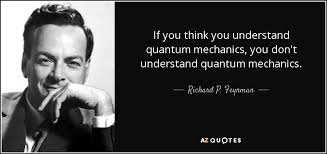 If you think you understand
quantum mechanics, you don't
understand quantum mechanics.
Richard P. Feynman
AZ QUOTES